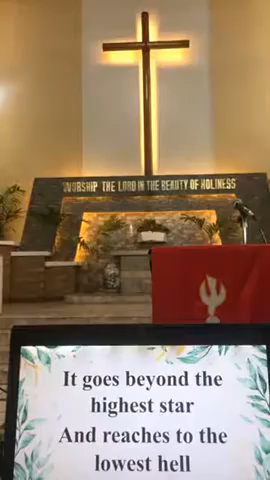 WORSHIP THE LORD IN THE BEAUTY OF HOLINESS
It goes beyond the
highest star
And reaches to the
lowest hell